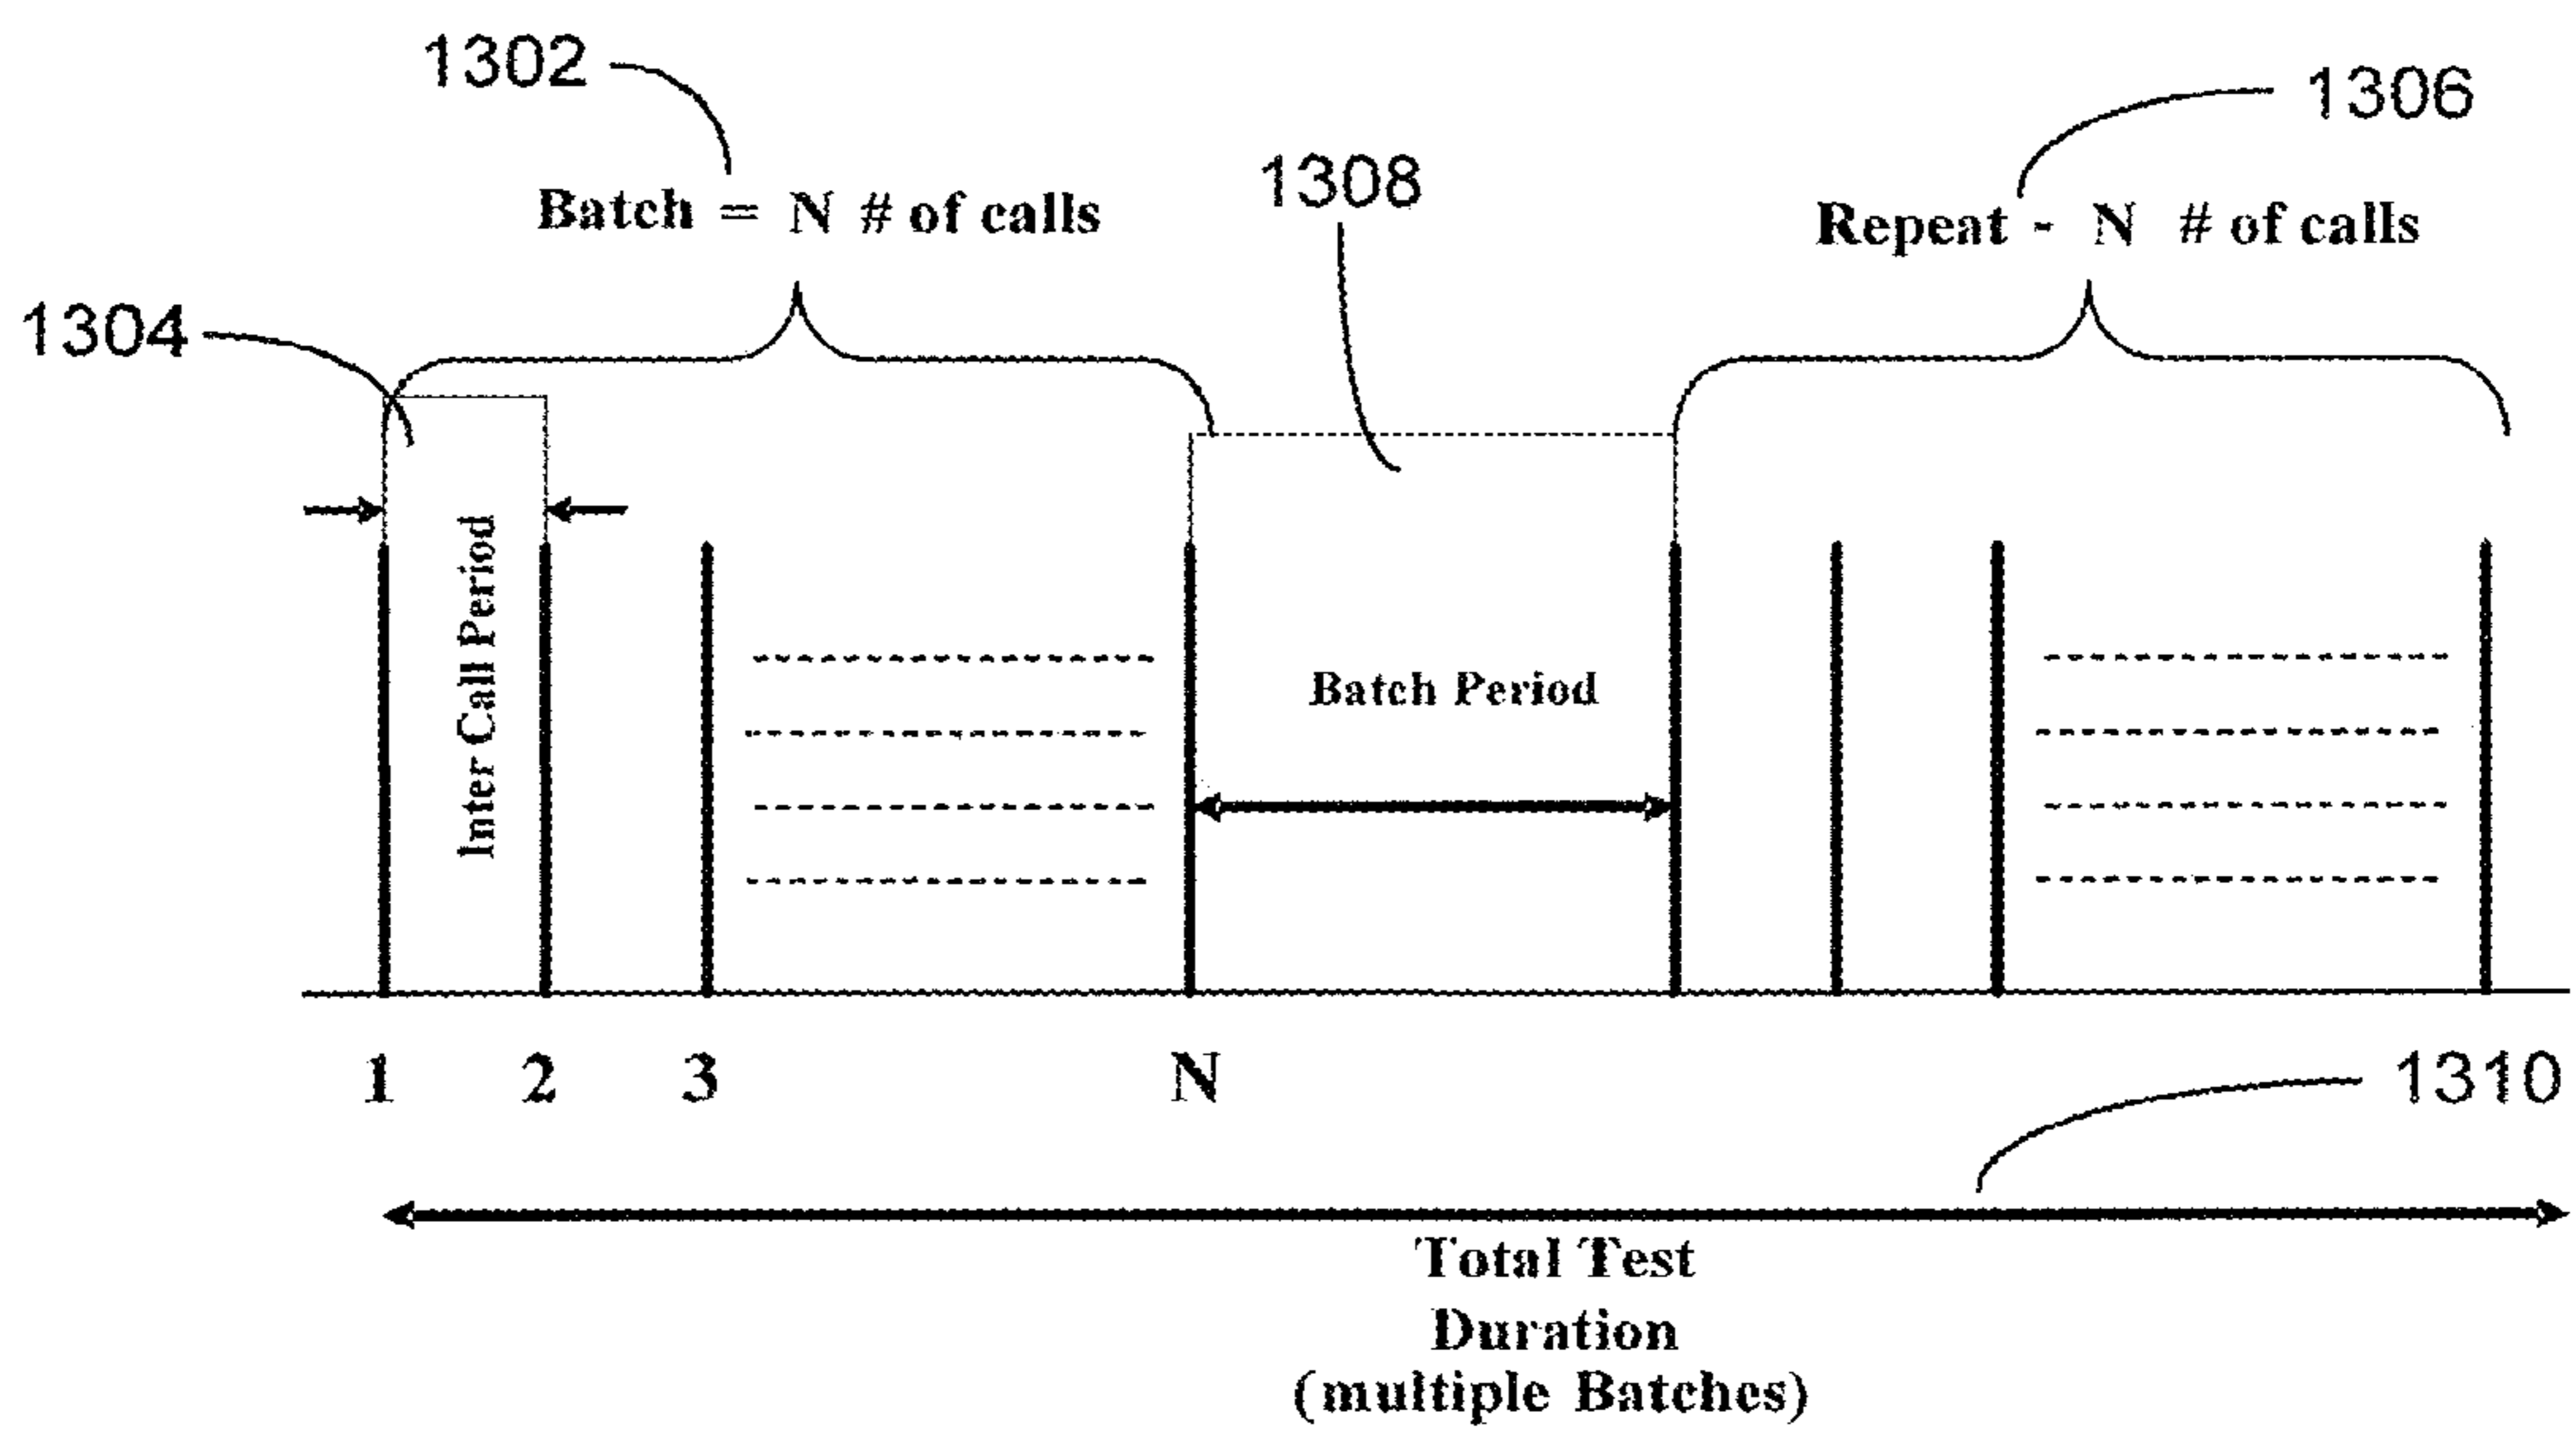 1302
1306
1308
Batch = N # of calls
Repeat - N # of calls
1304
Inter Call Period
Batch Period
1 2 3 N
1310
Total Test
Duration
(multiple Batches)